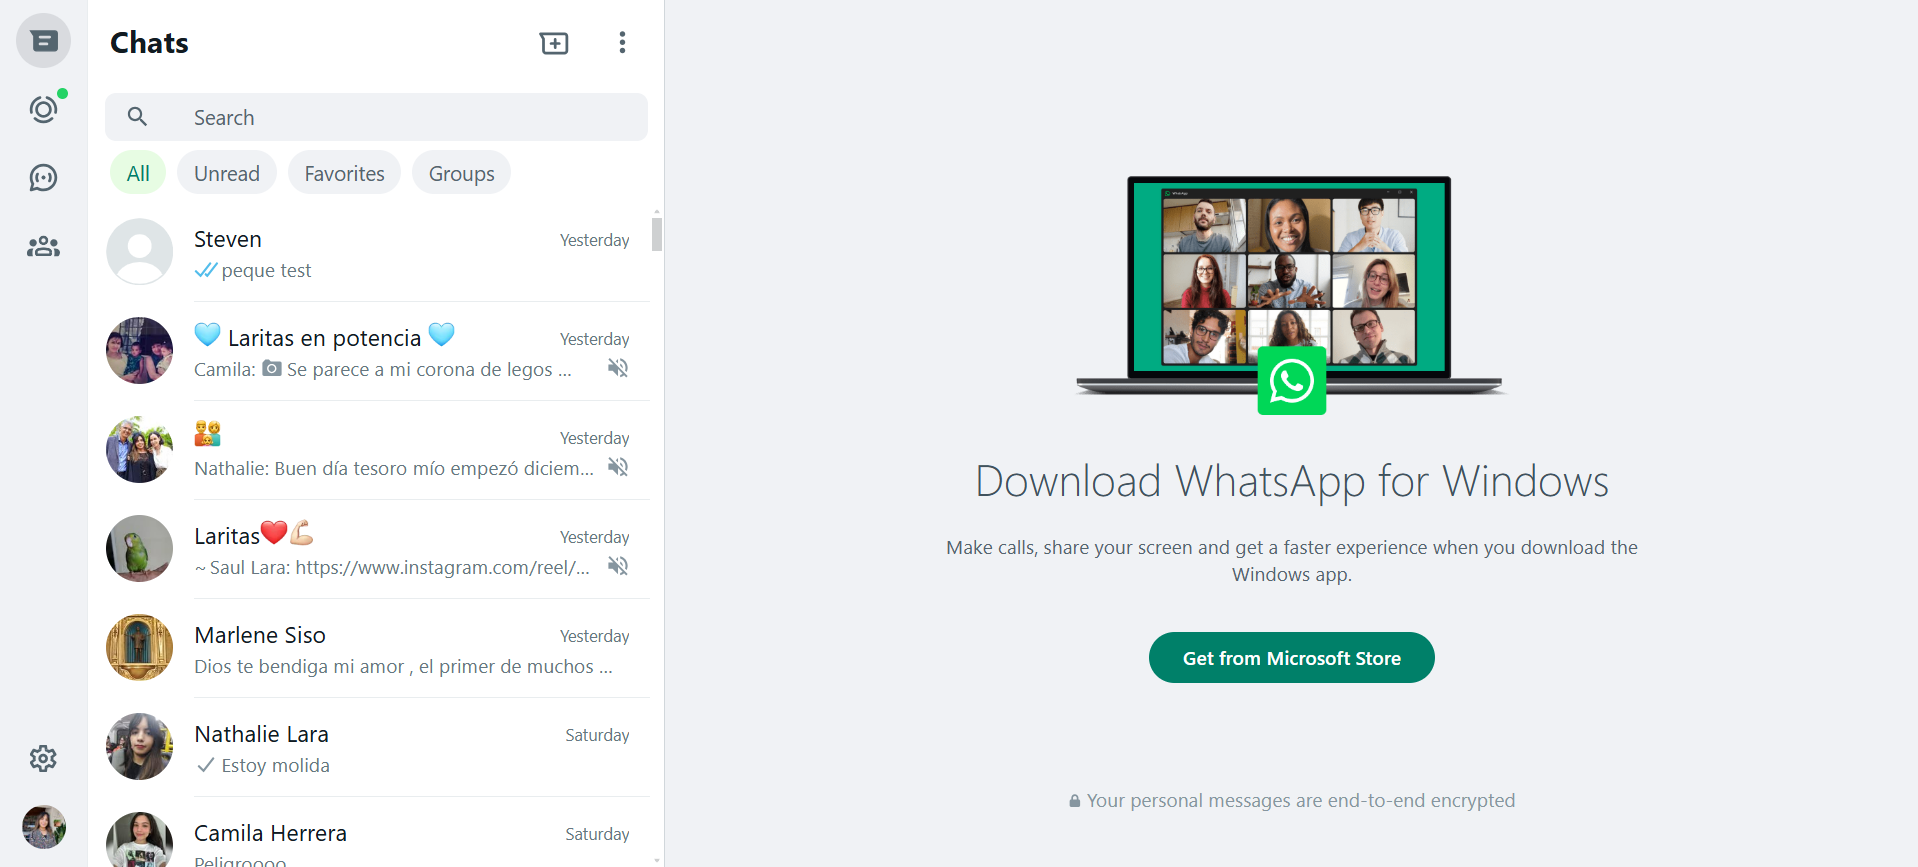 Chats
Search
All
Unread
Favorites
Groups
Steven
Yesterday
peque test
🩵 Laritas en potencia 🩵
Yesterday
Camila: 📷 Se parece a mi corona de legos ...
👨‍👩‍👧
Yesterday
Nathalie: Buen día tesoro mío empezó diciem...
Laritas❤️💪🏻
Yesterday
~ Saul Lara: https://www.instagram.com/reel/...
Marlene Siso
Yesterday
Dios te bendiga mi amor , el primer de muchos ...
Nathalie Lara
Saturday
Estoy molida
Camila Herrera
Saturday
Peligroooo
WhatsApp
Download WhatsApp for Windows
Make calls, share your screen and get a faster experience when you download the
Windows app.
Get from Microsoft Store
Your personal messages are end-to-end encrypted